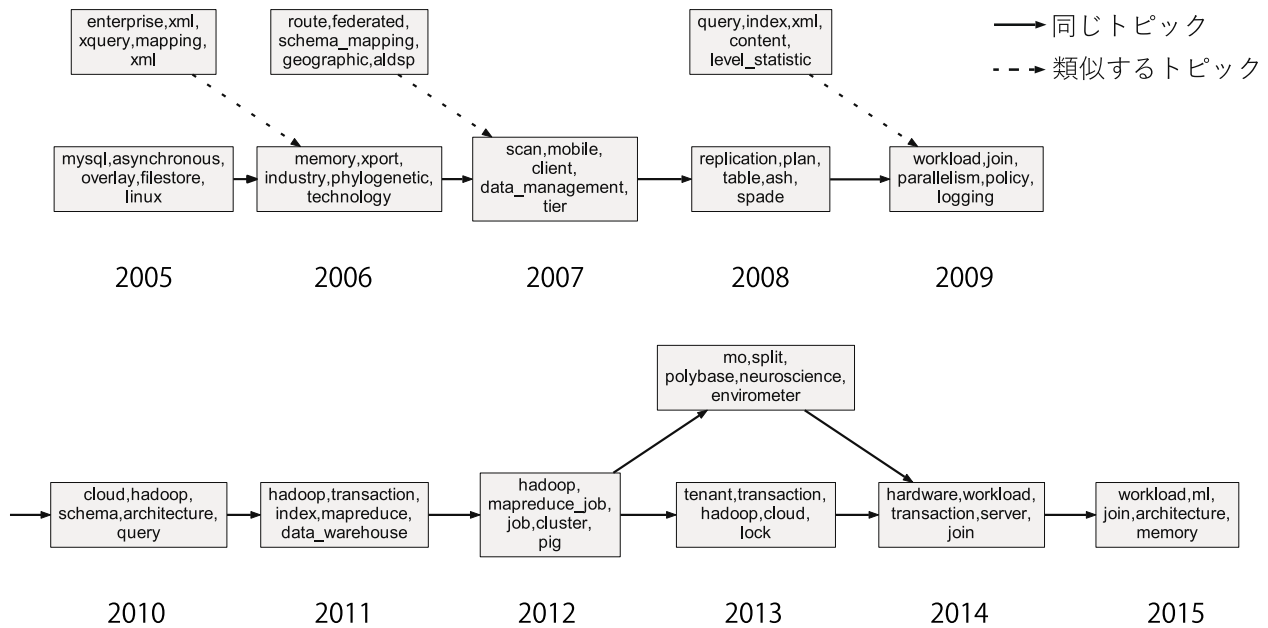 enterprise,xml,
xquery,mapping,
xml
route,federated,
schema_mapping,
geographic,aldsp
query,index,xml,
content,
level_statistic
同じトピック
類似するトピック
mysql,asynchronous,
overlay,filestore,
linux
memory,xport,
industry,phylogenetic,
technology
scan,mobile,
client,
data_management,
tier
replication,plan,
table,ash,
spade
workload,join,
parallelism,policy,
logging
2005
2006
2007
2008
2009
mo,split,
polybase,neuroscience,
envirometer
cloud,hadoop,
schema,architecture,
query
hadoop,transaction,
index,mapreduce,
data_warehouse
hadoop,
mapreduce_job,
job,cluster,
pig
tenant,transaction,
hadoop,cloud,
lock
hardware,workload,
transaction,server,
join
workload,ml,
join,architecture,
memory
2010
2011
2012
2013
2014
2015